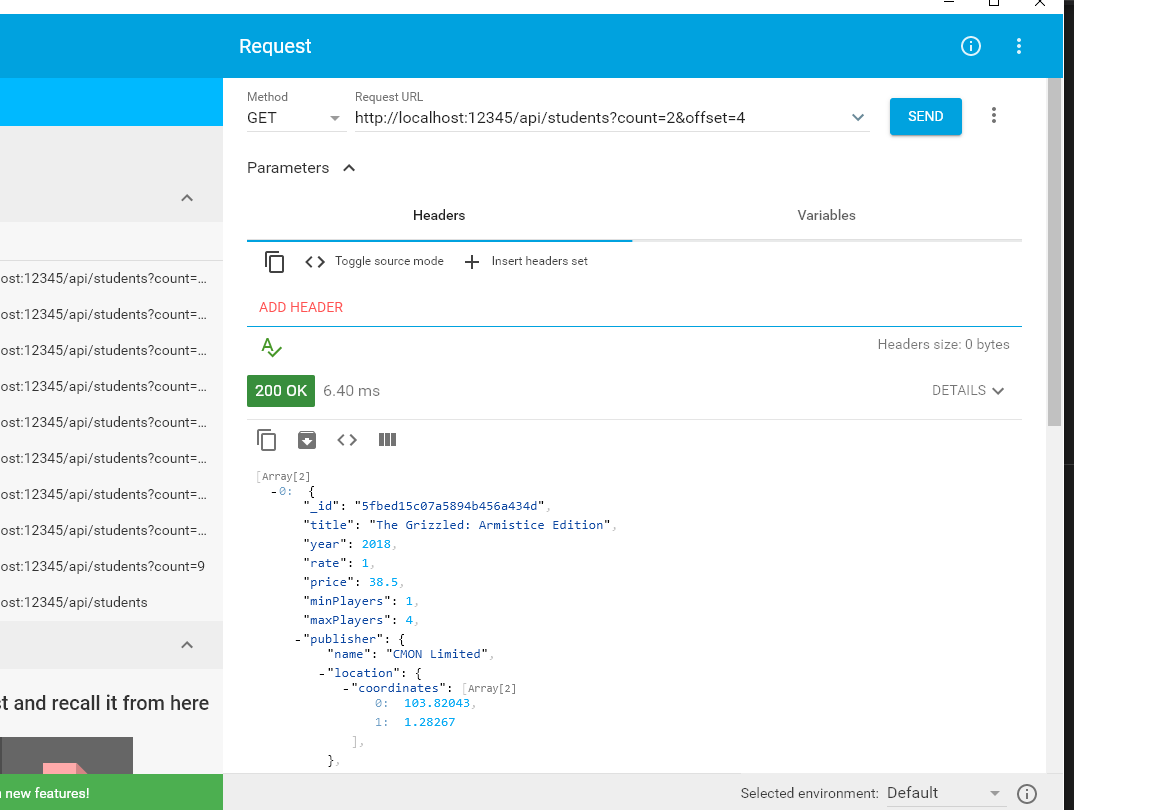 Request
Method
GET
Request URL
http://localhost:12345/api/students?count=2&offset=4
SEND
Parameters
Headers
Variables
Toggle source mode
Insert headers set
ADD HEADER
Headers size: 0 bytes
200 OK
6.40 ms
DETAILS
[Array[2]
-0: {
"_id": "5fbed15c07a5894b456a434d",
"title": "The Grizzled: Armistice Edition",
"year": 2018,
"rate": 1,
"price": 38.5,
"minPlayers": 1,
"maxPlayers": 4,
-"publisher": {
"name": "CMON Limited",
-"location": {
-"coordinates": [Array[2]
0: 103.82043,
1: 1.28267
],
},
ost:12345/api/students?count=...
ost:12345/api/students?count=...
ost:12345/api/students?count=...
ost:12345/api/students?count=...
ost:12345/api/students?count=...
ost:12345/api/students?count=...
ost:12345/api/students?count=...
ost:12345/api/students?count=...
ost:12345/api/students?count=9
ost:12345/api/students
t and recall it from here
new features!
Selected environment:
Default